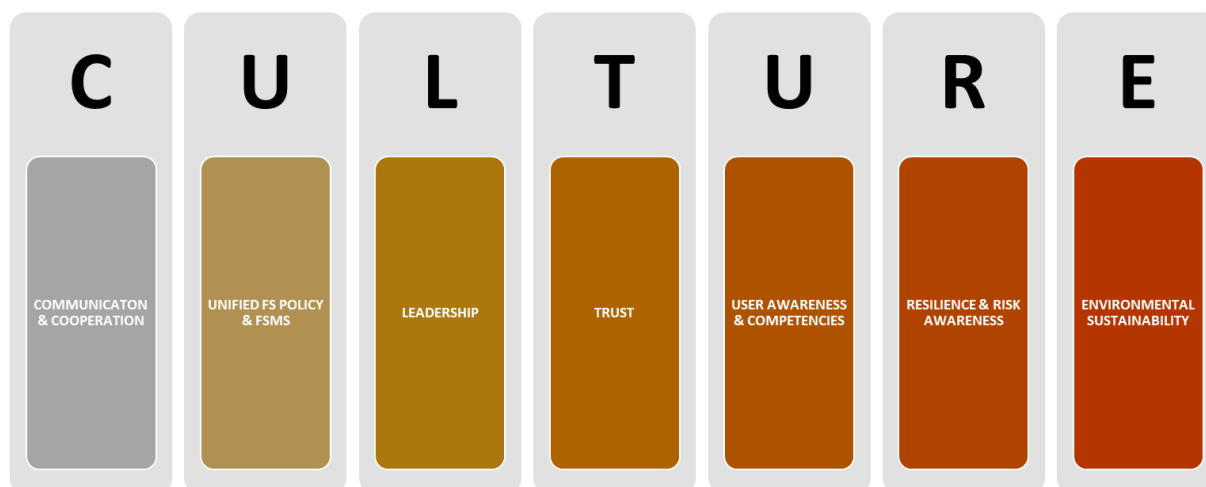 C
U
L
T
U
R
E
COMMUNICATON
& COOPERATION
UNIFIED FS POLICY
& FSMS
LEADERSHIP
TRUST
USER AWARENESS
& COMPETENCIES
RESILIENCE & RISK
AWARENESS
ENVIRONMENTAL
SUSTAINABILITY